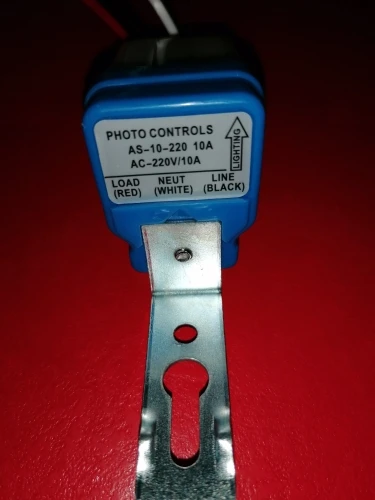 PHOTO CONTROLS
AS-10-220 10A
AC-220V/10A
LIGHTING
LOAD NEUT LINE
(RED) (WHITE) (BLACK)